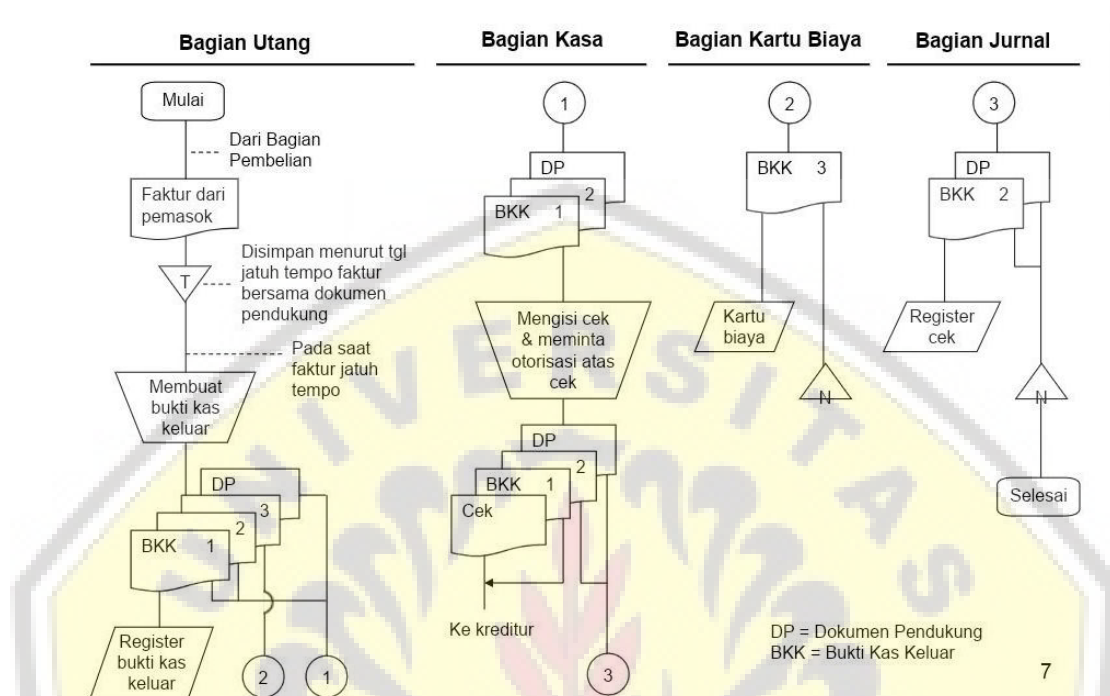 Bagian Utang
Bagian Kasa
Bagian Kartu Biaya
Bagian Jurnal
Mulai
Dari Bagian
Pembelian
Faktur dari
pemasok
T
Disimpan menurut tgl
jatuh tempo faktur
bersama dokumen
pendukung
Pada saat
faktur jatuh
tempo
Membuat
bukti kas
keluar
DP
3
2
BKK 1
Register
bukti kas
keluar
2
1
1
DP
2
BKK 1
Mengisi cek
& meminta
otorisasi atas
cek
DP
2
BKK 1
Cek
Ke kreditur
3
2
BKK 3
Kartu
biaya
N
3
DP
BKK 2
Register
cek
N
Selesai
DP = Dokumen Pendukung
BKK = Bukti Kas Keluar
7
UNIVERSITAS